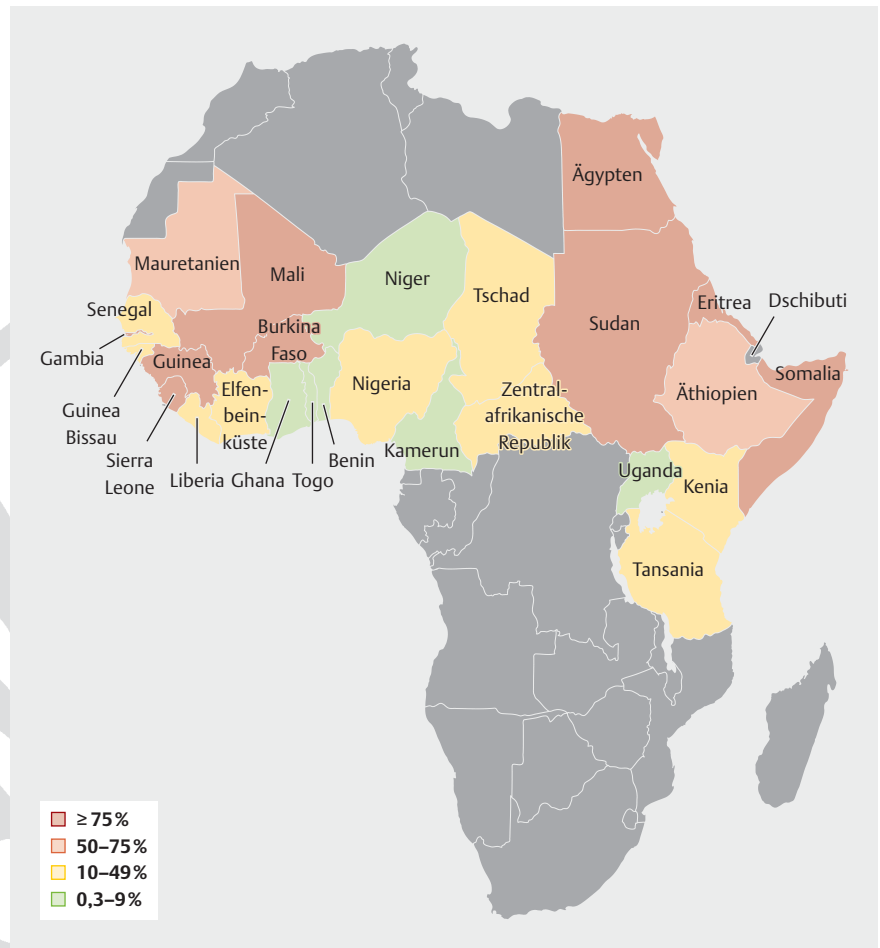 Ägypten
Mauretanien
Mali
Niger
Tschad
Senegal
Eritrea
Dschibuti
Burkina
Faso
Sudan
Gambia
Guinea
Somalia
Nigeria
Elfen-
bein-
küste
Zentral-
afrikanische
Republik
Äthiopien
Guinea
Bissau
Sierra
Leone
Liberia
Ghana
Togo
Benin
Kamerun
Uganda
Kenia
Tansania
≥ 75 %
50–75 %
10–49 %
0,3–9 %